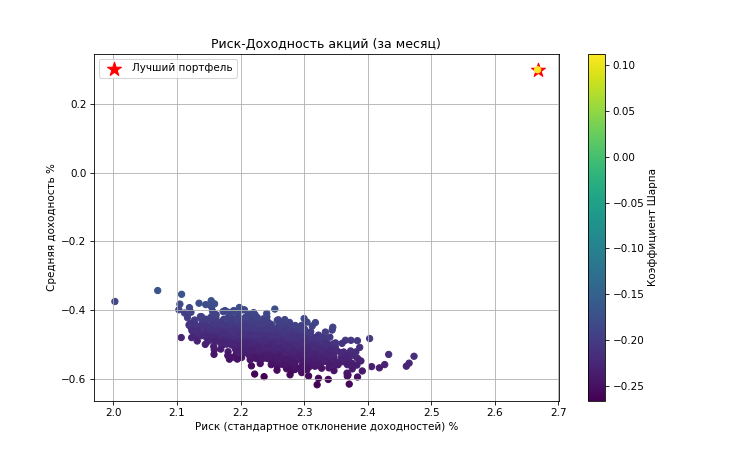 Риск-Доходность акций (за месяц)
Лучший портфель
Средняя доходность %
0.2
0.0
−0.2
−0.4
−0.6
2.0 2.1 2.2 2.3 2.4 2.5 2.6 2.7
Риск (стандартное отклонение доходностей) %
0.10
0.05
0.00
−0.05
−0.10
−0.15
−0.20
−0.25
Коэффициент Шарпа